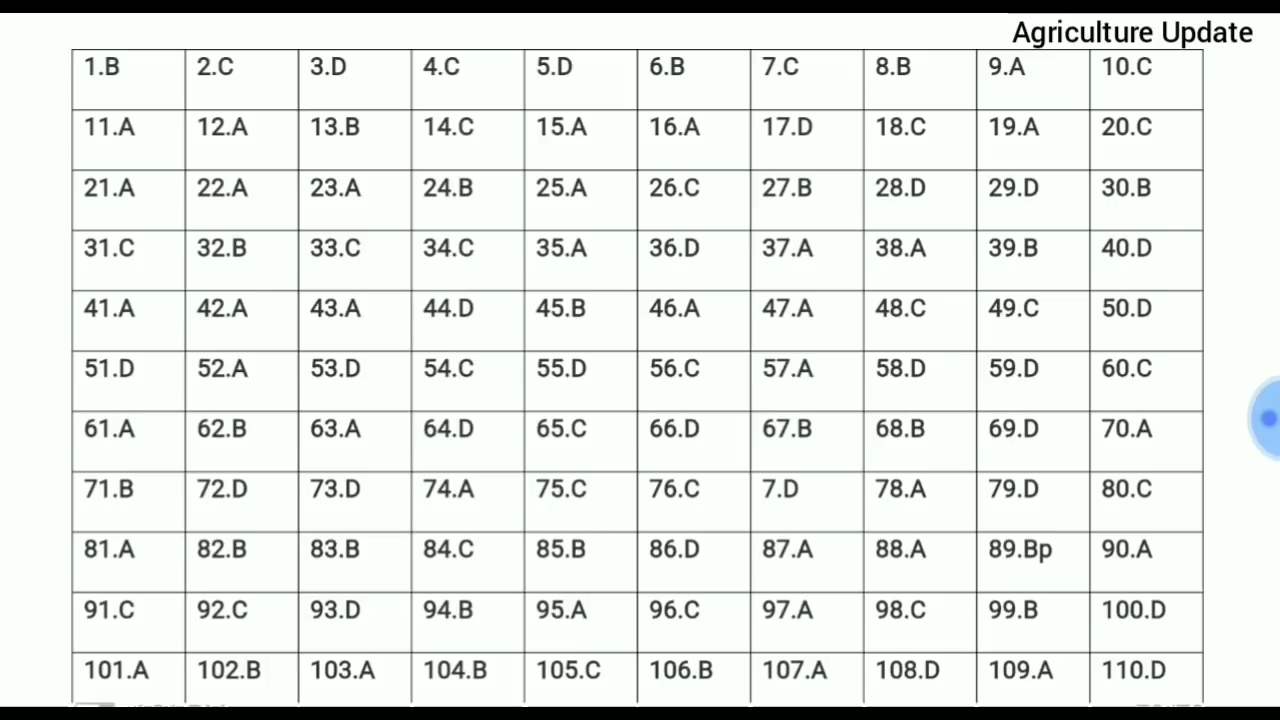 Agriculture Update
1.B 2.C 3.D 4.C 5.D 6.B 7.C 8.B 9.A 10.C
11.A 12.A 13.B 14.C 15.A 16.A 17.D 18.C 19.A 20.C
21.A 22.A 23.A 24.B 25.A 26.C 27.B 28.D 29.D 30.B
31.C 32.B 33.C 34.C 35.A 36.D 37.A 38.A 39.B 40.D
41.A 42.A 43.A 44.D 45.B 46.A 47.A 48.C 49.C 50.D
51.D 52.A 53.D 54.C 55.D 56.C 57.A 58.D 59.D 60.C
61.A 62.B 63.A 64.D 65.C 66.D 67.B 68.B 69.D 70.A
71.B 72.D 73.D 74.A 75.C 76.C 7.D 78.A 79.D 80.C
81.A 82.B 83.B 84.C 85.B 86.D 87.A 88.A 89.Bp 90.A
91.C 92.C 93.D 94.B 95.A 96.C 97.A 98.C 99.B 100.D
101.A 102.B 103.A 104.B 105.C 106.B 107.A 108.D 109.A 110.D